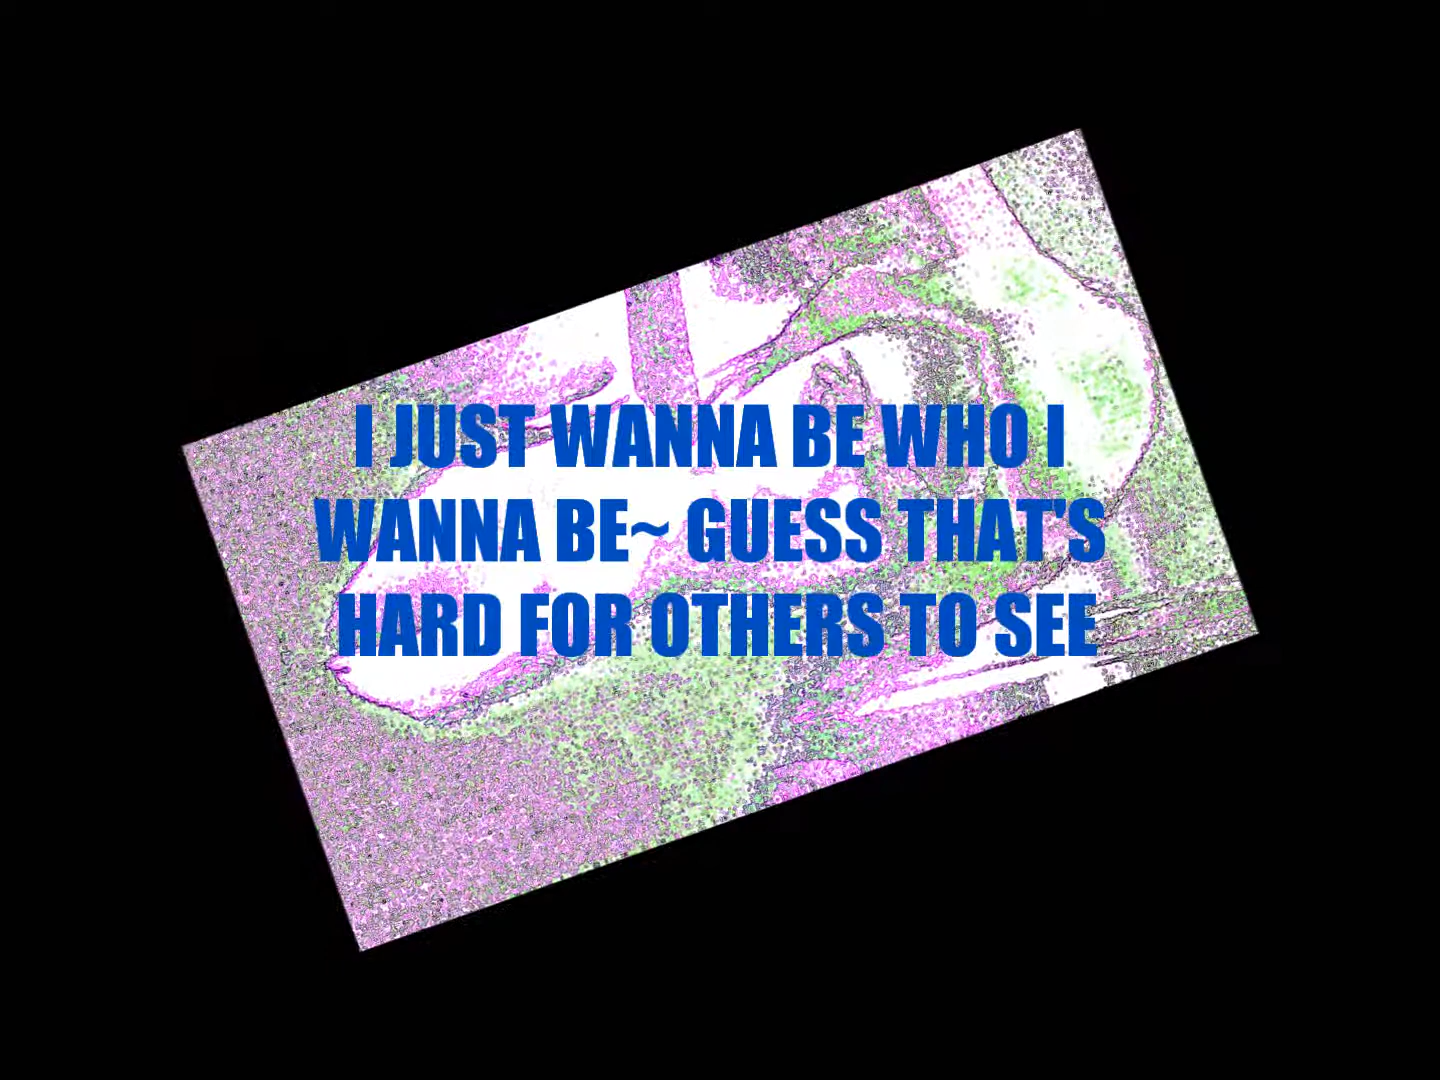 I JUST WANNA BE WHO I
WANNA BE~ GUESS THAT'S
HARD FOR OTHERS TO SEE